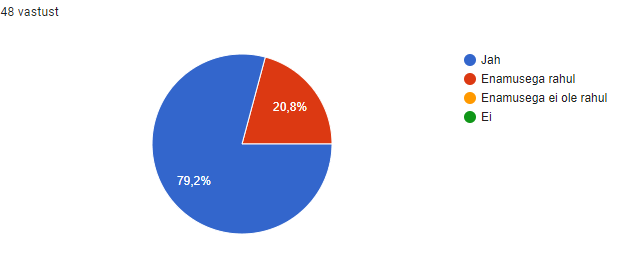 48 vastust
Jah
Enamusega rahul
Enamusega ei ole rahul
Ei
20,8%
79,2%